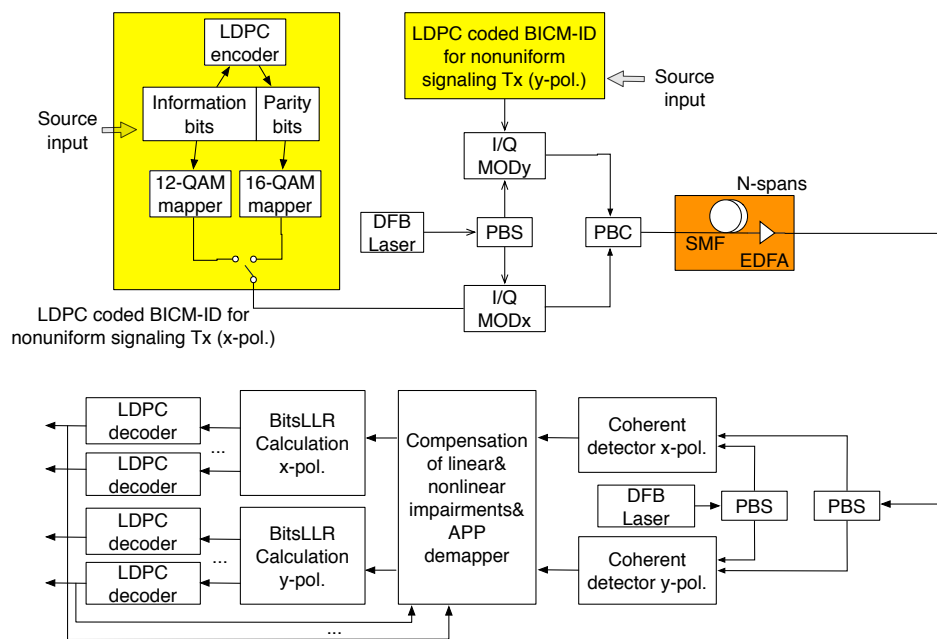 LDPC
encoder
Information
bits
Parity
bits
Source
input
12-QAM
mapper
16-QAM
mapper
LDPC coded BICM-ID for
nonuniform signaling Tx (x-pol.)
LDPC coded BICM-ID
for nonuniform
signaling Tx (y-pol.)
Source
input
I/Q
MODy
DFB
Laser
PBS
PBC
I/Q
MODx
N-spans
SMF
EDFA
LDPC
decoder
...
LDPC
decoder
BitsLLR
Calculation
x-pol.
LDPC
decoder
...
LDPC
decoder
BitsLLR
Calculation
y-pol.
Compensation
of linear&
nonlinear
impairments&
APP
demapper
Coherent
detector x-pol.
DFB
Laser
PBS
PBS
Coherent
detector y-pol.
...